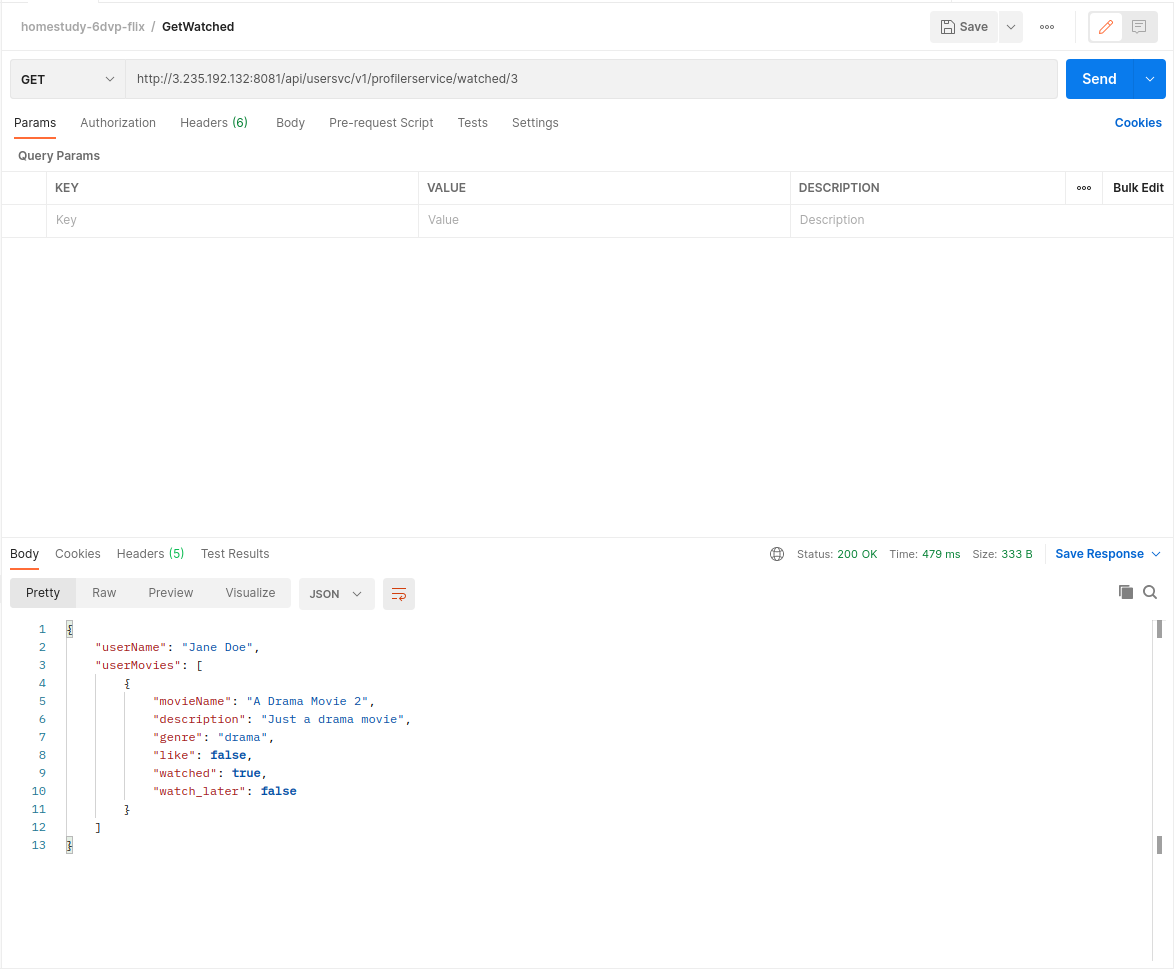 homestudy-6dvp-flix / GetWatched Save
GET http://3.235.192.132:8081/api/usersvc/v1/profilerservice/watched/3 Send
Params Authorization Headers (6) Body Pre-request Script Tests Settings Cookies
Query Params
KEY VALUE DESCRIPTION Bulk Edit
Key Value Description
Body Cookies Headers (5) Test Results Status: 200 OK Time: 479 ms Size: 333 B Save Response
Pretty Raw Preview Visualize JSON
1 {
2 "userName": "Jane Doe",
3 "userMovies": [
4 {
5 "movieName": "A Drama Movie 2",
6 "description": "Just a drama movie",
7 "genre": "drama",
8 "like": false,
9 "watched": true,
10 "watch_later": false
11 }
12 ]
13 }